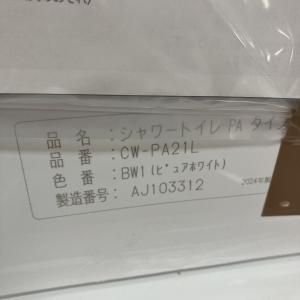 品 名：シャワートイレ PA タイ
品 番：CW-PA21L
色 番：BW1(ピュアホワイト)
製造番号：AJ103312
2024年製